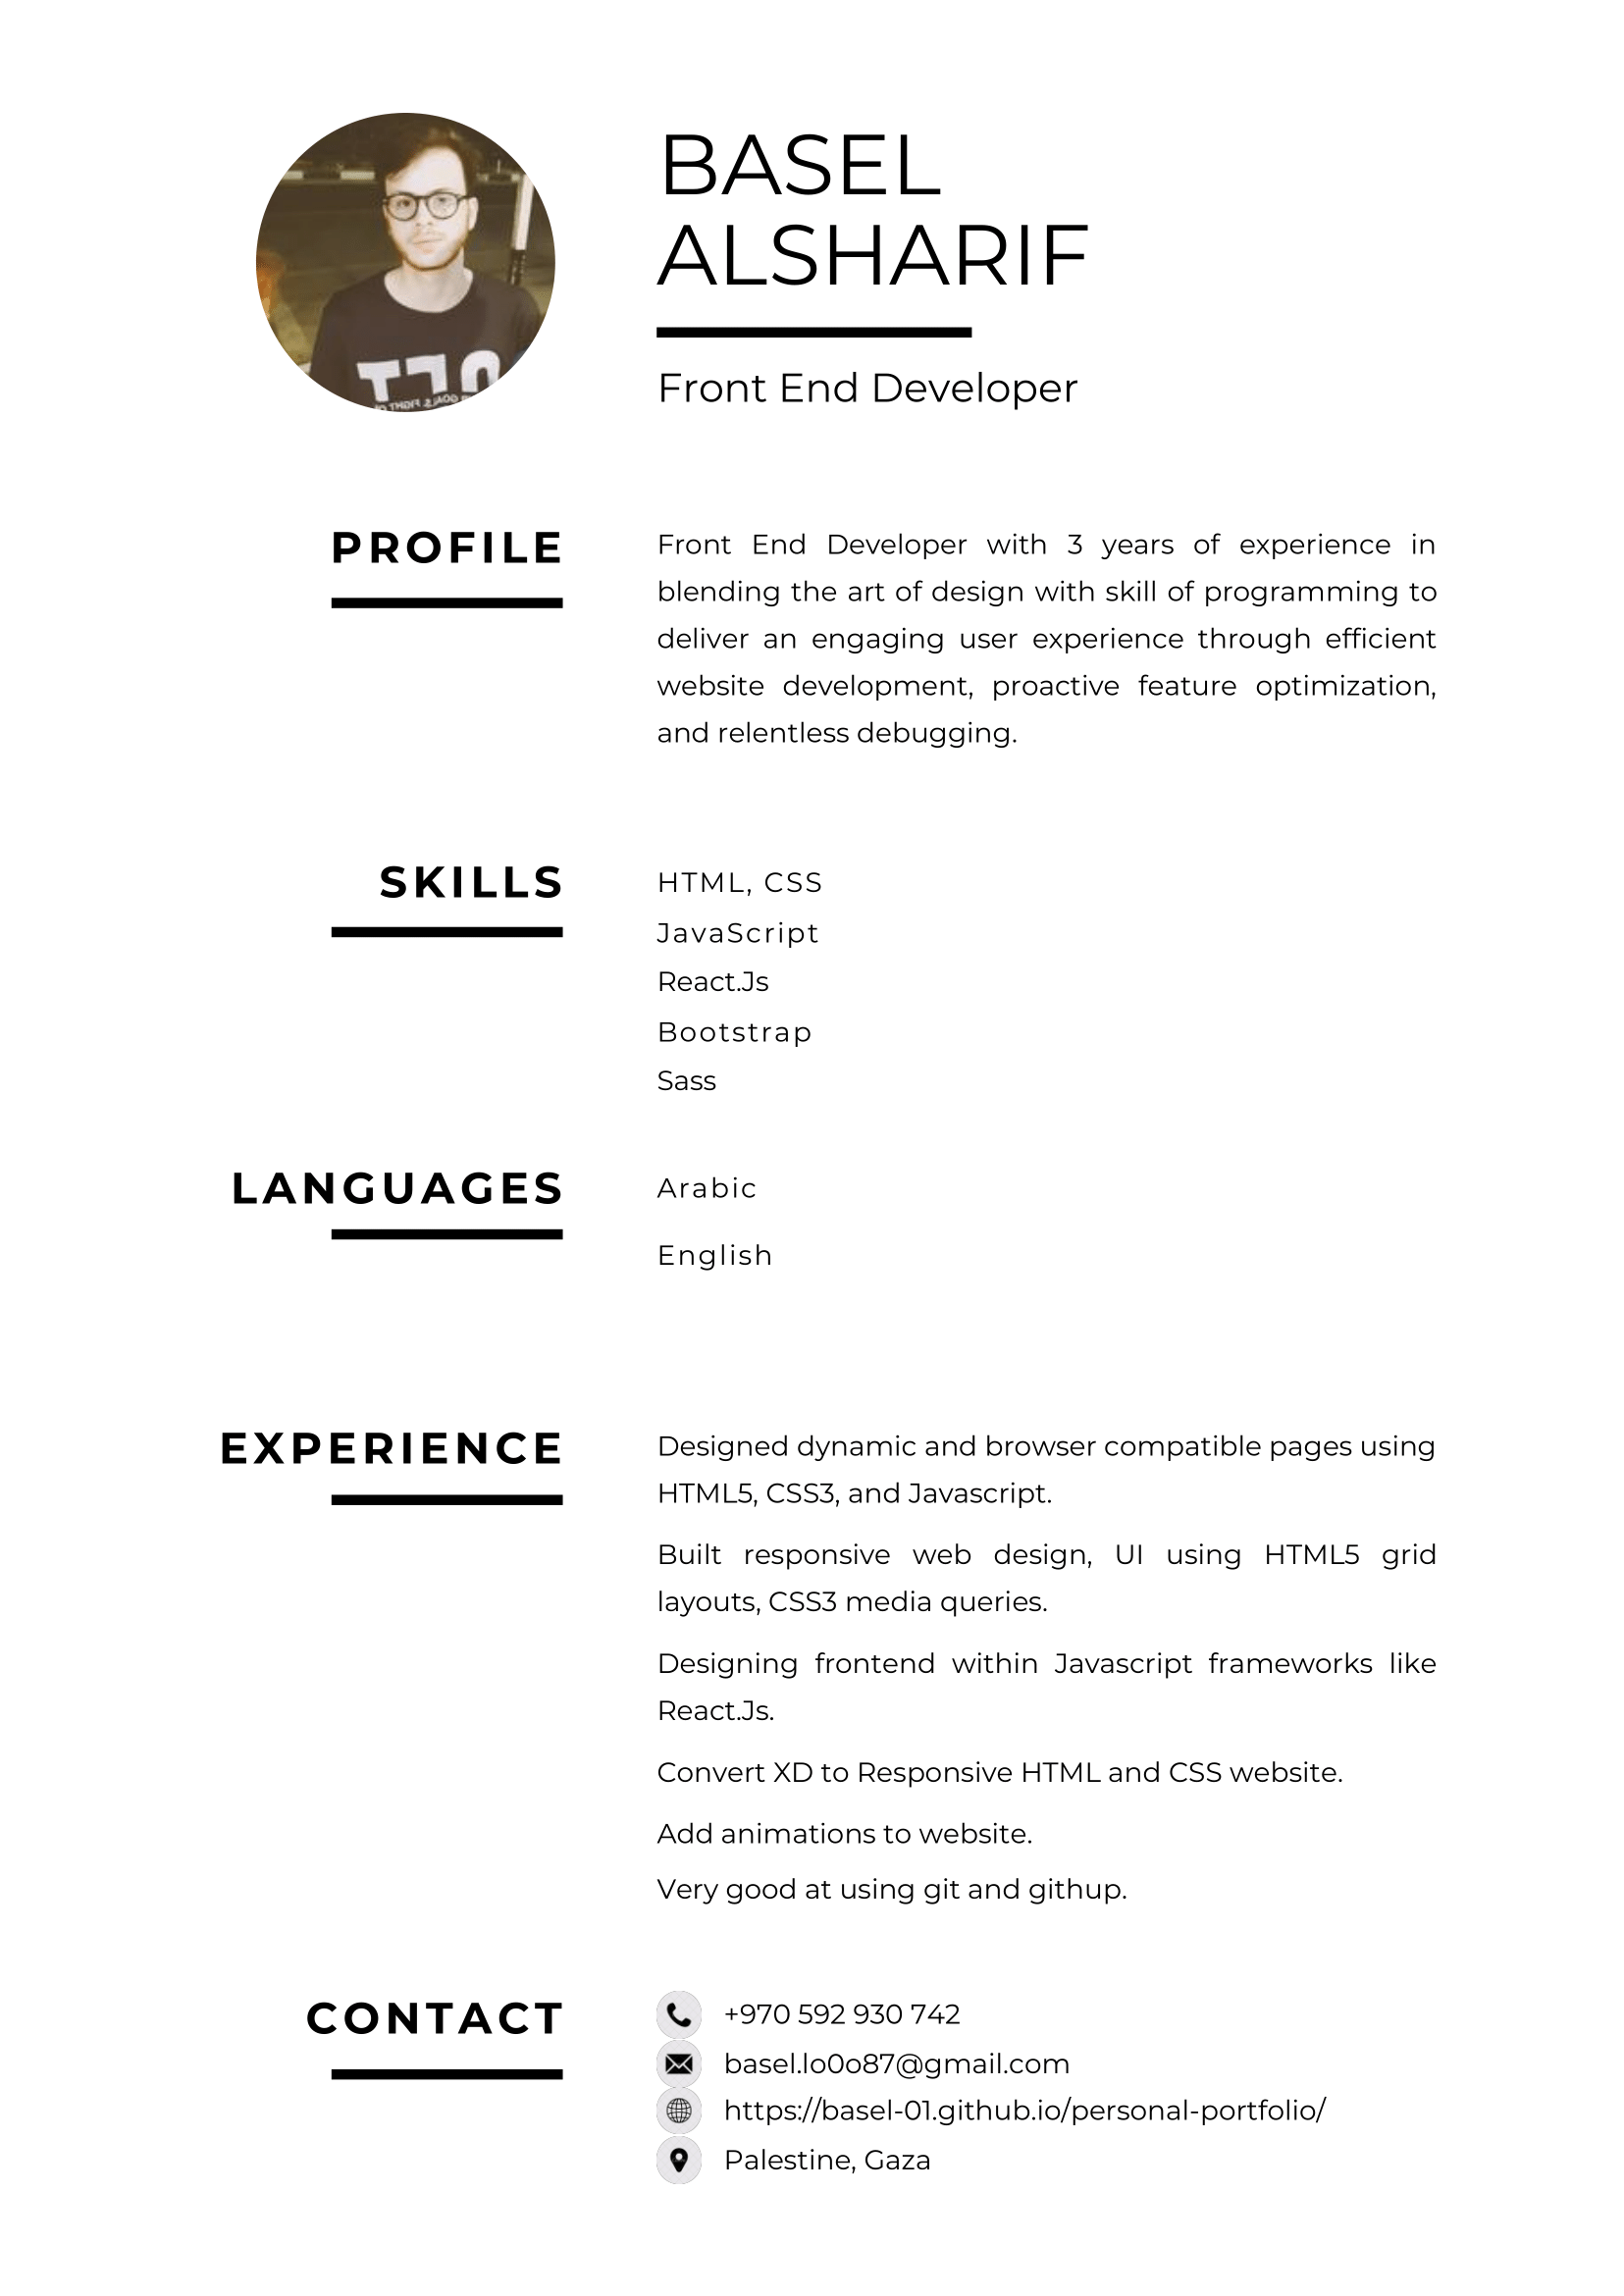 BASEL
ALSHARIF
Front End Developer
PROFILE
Front End Developer with 3 years of experience in
blending the art of design with skill of programming to
deliver an engaging user experience through efficient
website development, proactive feature optimization,
and relentless debugging.
SKILLS
HTML, CSS
JavaScript
React.Js
Bootstrap
Sass
LANGUAGES
Arabic
English
EXPERIENCE
Designed dynamic and browser compatible pages using
HTML5, CSS3, and Javascript.
Built responsive web design, UI using HTML5 grid
layouts, CSS3 media queries.
Designing frontend within Javascript frameworks like
React.Js.
Convert XD to Responsive HTML and CSS website.
Add animations to website.
Very good at using git and githup.
CONTACT
+970 592 930 742
basel.lo0o87@gmail.com
https://basel-01.github.io/personal-portfolio/
Palestine, Gaza